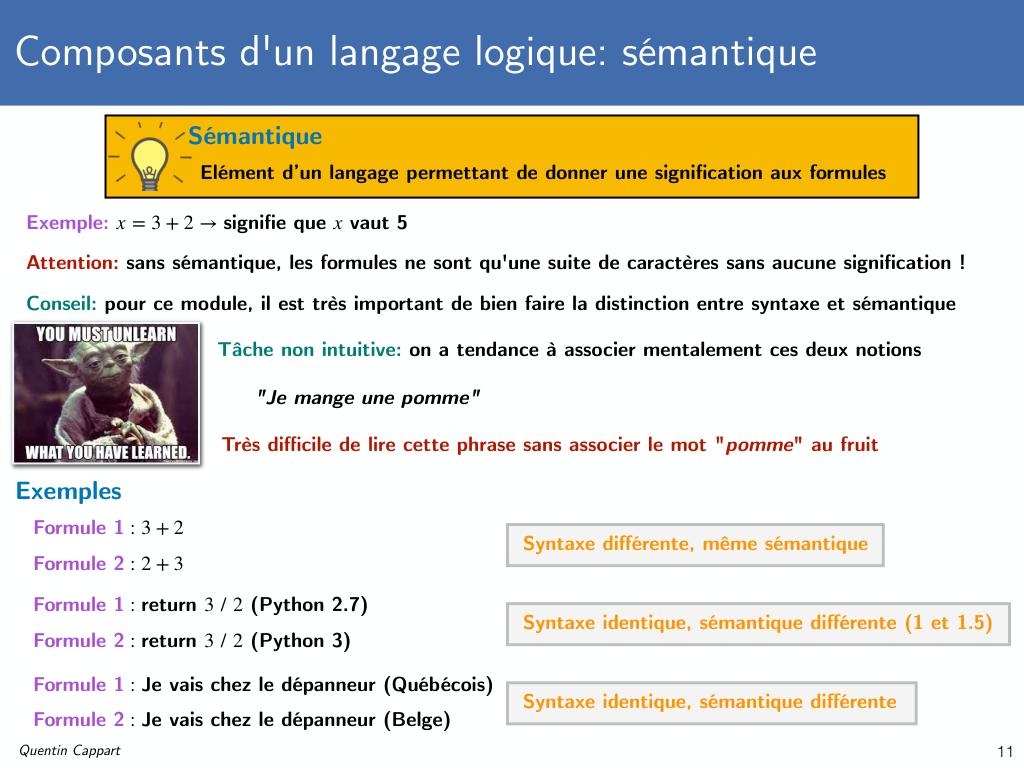 Composants d'un langage logique: sémantique
Sémantique
Elément d'un langage permettant de donner une signification aux formules
Exemple: x = 3 + 2 → signifie que x vaut 5
Attention: sans sémantique, les formules ne sont qu'une suite de caractères sans aucune signification !
Conseil: pour ce module, il est très important de bien faire la distinction entre syntaxe et sémantique
YOU MUST UNLEARN
WHAT YOU HAVE LEARNED.
Tâche non intuitive: on a tendance à associer mentalement ces deux notions
"Je mange une pomme"
Très difficile de lire cette phrase sans associer le mot "pomme" au fruit
Exemples
Formule 1 : 3 + 2
Formule 2 : 2 + 3
Syntaxe différente, même sémantique
Formule 1 : return 3 / 2 (Python 2.7)
Formule 2 : return 3 / 2 (Python 3)
Syntaxe identique, sémantique différente (1 et 1.5)
Formule 1 : Je vais chez le dépanneur (Québécois)
Formule 2 : Je vais chez le dépanneur (Belge)
Syntaxe identique, sémantique différente
Quentin Cappart
11